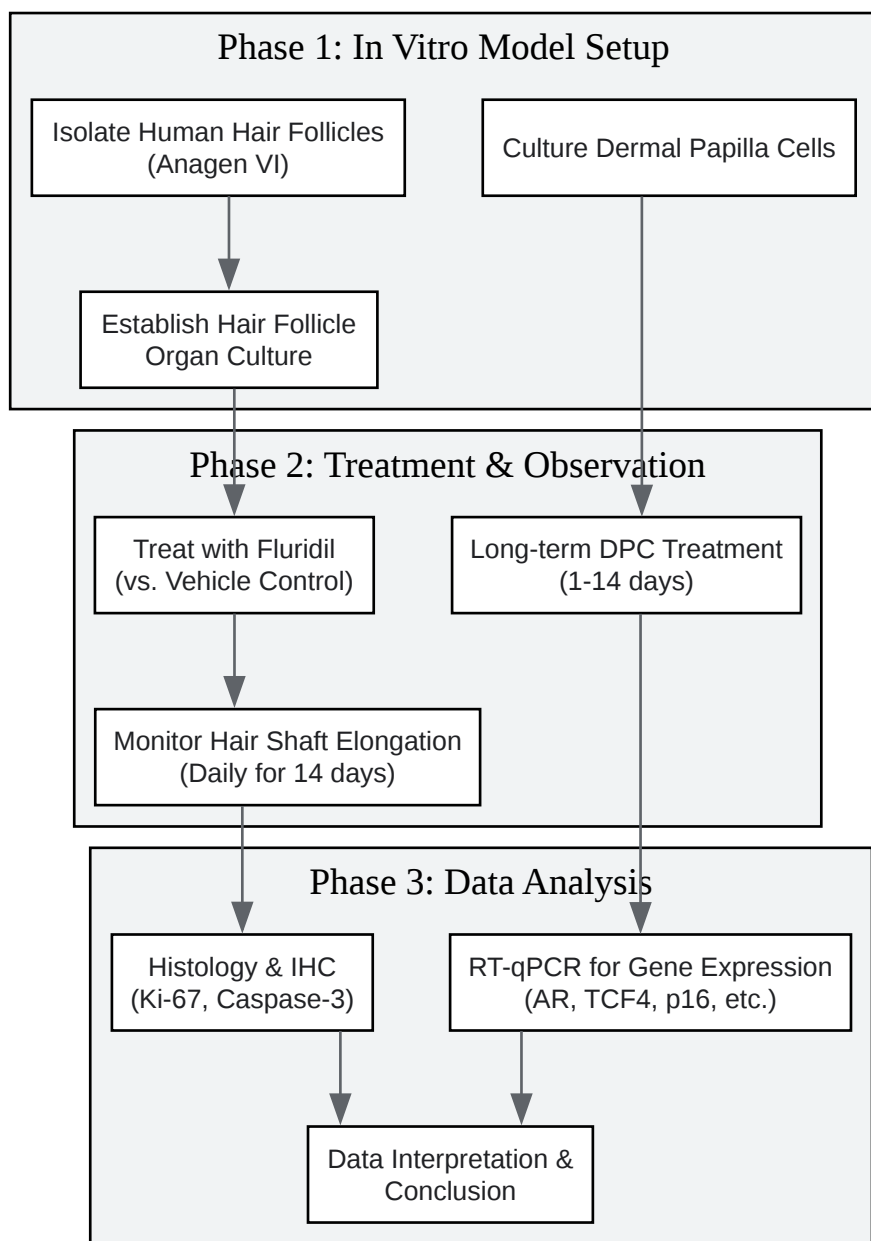 Phase 1: In Vitro Model Setup
Isolate Human Hair Follicles
(Anagen VI)
Culture Dermal Papilla Cells
Establish Hair Follicle
Organ Culture
Phase 2: Treatment & Observation
Treat with Fluridil
(vs. Vehicle Control)
Long-term DPC Treatment
(1-14 days)
Monitor Hair Shaft Elongation
(Daily for 14 days)
Phase 3: Data Analysis
Histology & IHC
(Ki-67, Caspase-3)
RT-qPCR for Gene Expression
(AR, TCF4, p16, etc.)
Data Interpretation &
Conclusion